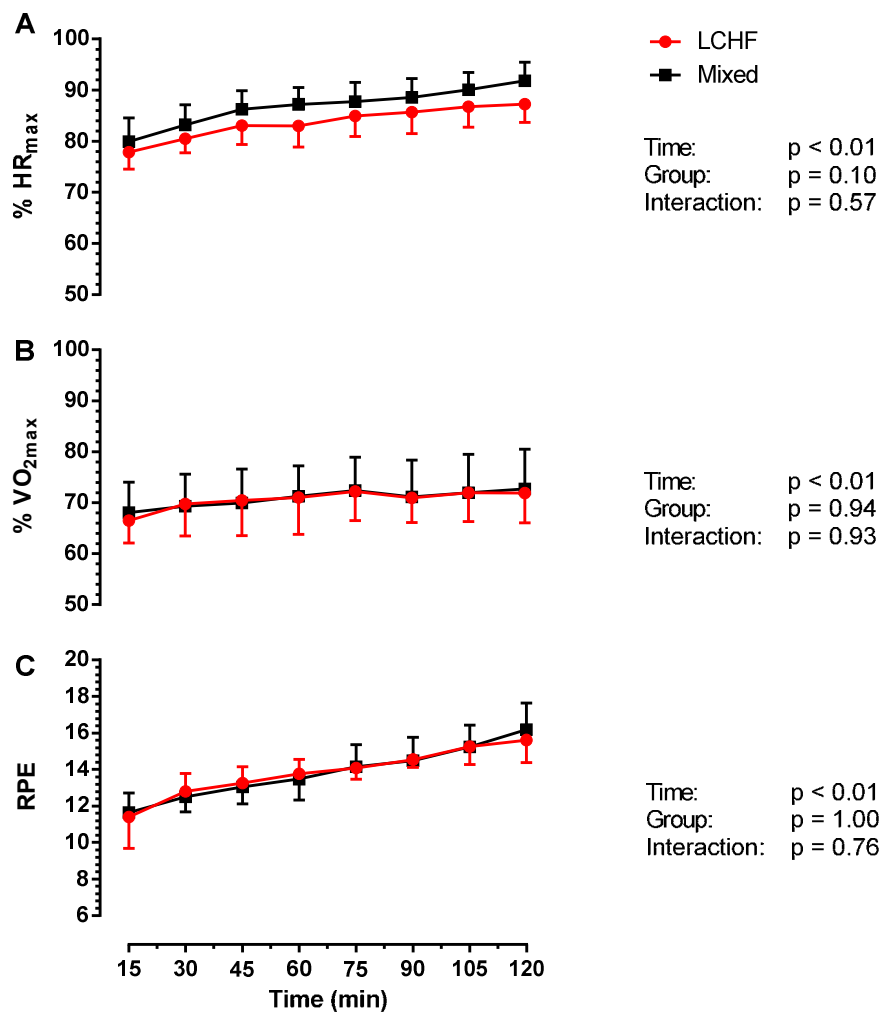 A
% HRmax
100
90
80
70
60
50
LCHF
Mixed
Time: p < 0.01
Group: p = 0.10
Interaction: p = 0.57
B
% VO2max
100
90
80
70
60
50
Time: p < 0.01
Group: p = 0.94
Interaction: p = 0.93
C
RPE
20
18
16
14
12
10
8
6
Time: p < 0.01
Group: p = 1.00
Interaction: p = 0.76
15 30 45 60 75 90 105 120
Time (min)